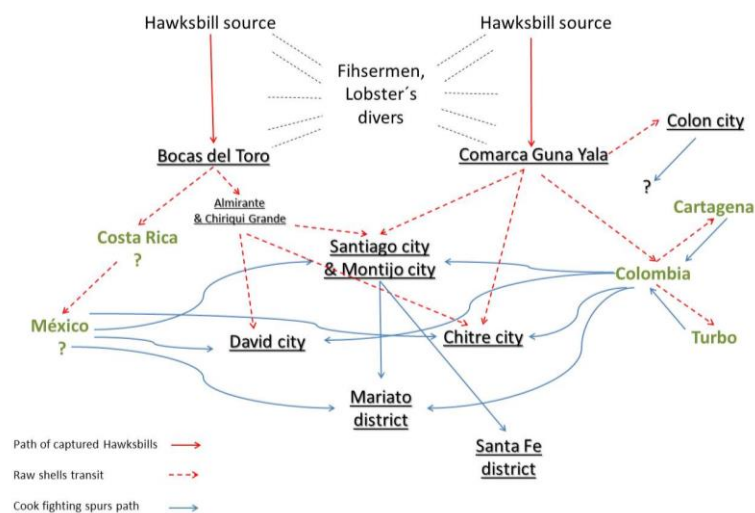 Hawksbill source
Hawksbill source
Fihsermen,
Lobster´s
divers
Colon city
Bocas del Toro
Comarca Guna Yala
?
Almirante
& Chiriqui Grande
Cartagena
Costa Rica
?
Santiago city
& Montijo city
Colombia
México
?
David city
Chitre city
Turbo
Mariato
district
Santa Fe
district
Path of captured Hawksbills
Raw shells transit
Cook fighting spurs path